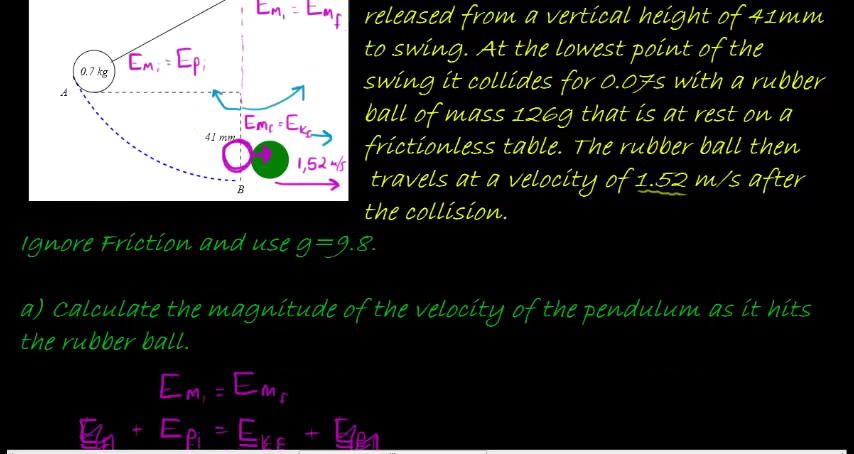 Em, = Emf
released from a vertical height of 41mm
to swing. At the lowest point of the
swing it collides for 0.07s with a rubber
ball of mass 126g that is at rest on a
frictionless table. The rubber ball then
travels at a velocity of 1.52 m/s after
the collision.
0.7 kg
Emi = Epi
A
Emf = Ekf
41 mm
1,52 m/s
B
Ignore Friction and use g=9.8.
a) Calculate the magnitude of the velocity of the pendulum as it hits
the rubber ball.
Emi = Emf
+ Epi = Ekf +